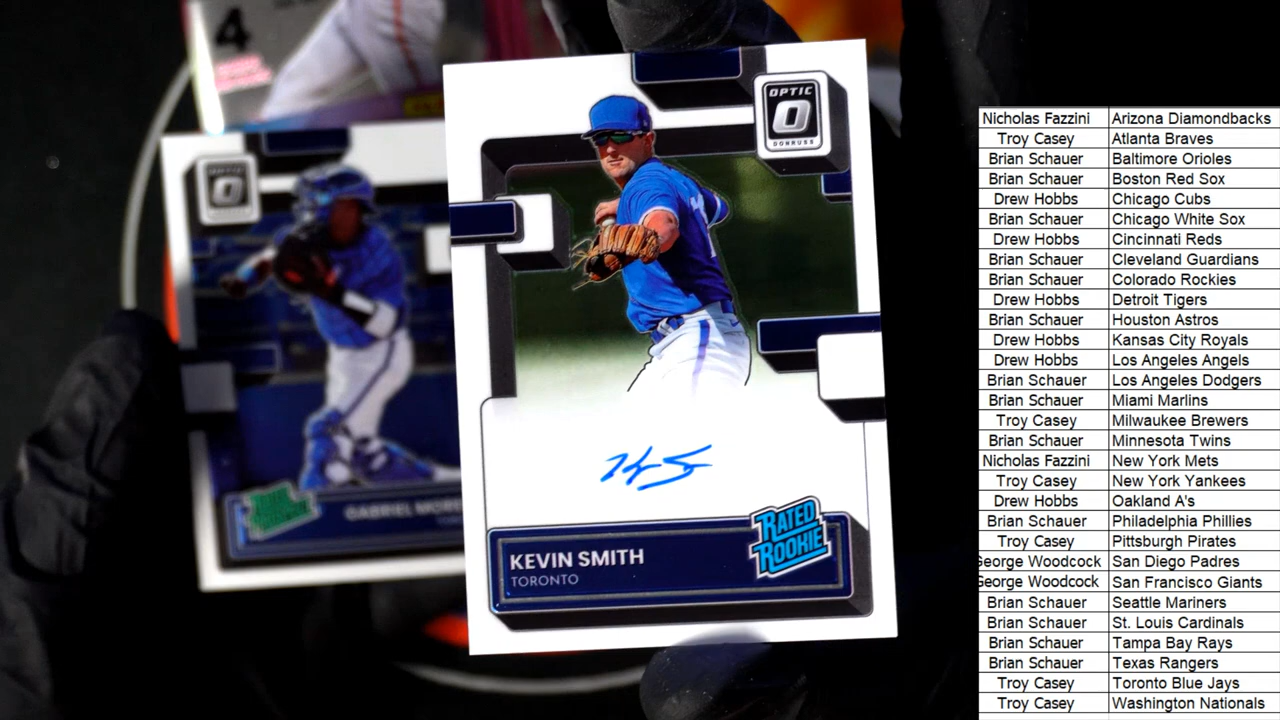 4
OPTIC
O
DONRUSS
KEVIN SMITH
TORONTO
RATED
ROOKIE
GABRIEL
Nicholas Fazzini Arizona Diamondbacks
Troy Casey Atlanta Braves
Brian Schauer Baltimore Orioles
Brian Schauer Boston Red Sox
Drew Hobbs Chicago Cubs
Brian Schauer Chicago White Sox
Drew Hobbs Cincinnati Reds
Brian Schauer Cleveland Guardians
Brian Schauer Colorado Rockies
Drew Hobbs Detroit Tigers
Brian Schauer Houston Astros
Drew Hobbs Kansas City Royals
Drew Hobbs Los Angeles Angels
Brian Schauer Los Angeles Dodgers
Brian Schauer Miami Marlins
Troy Casey Milwaukee Brewers
Brian Schauer Minnesota Twins
Nicholas Fazzini New York Mets
Troy Casey New York Yankees
Drew Hobbs Oakland A's
Brian Schauer Philadelphia Phillies
Troy Casey Pittsburgh Pirates
George Woodcock San Diego Padres
George Woodcock San Francisco Giants
Brian Schauer Seattle Mariners
Brian Schauer St. Louis Cardinals
Brian Schauer Tampa Bay Rays
Brian Schauer Texas Rangers
Troy Casey Toronto Blue Jays
Troy Casey Washington Nationals